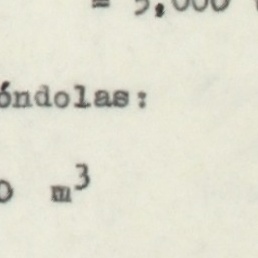 = 5.000
óndolas:
o m³